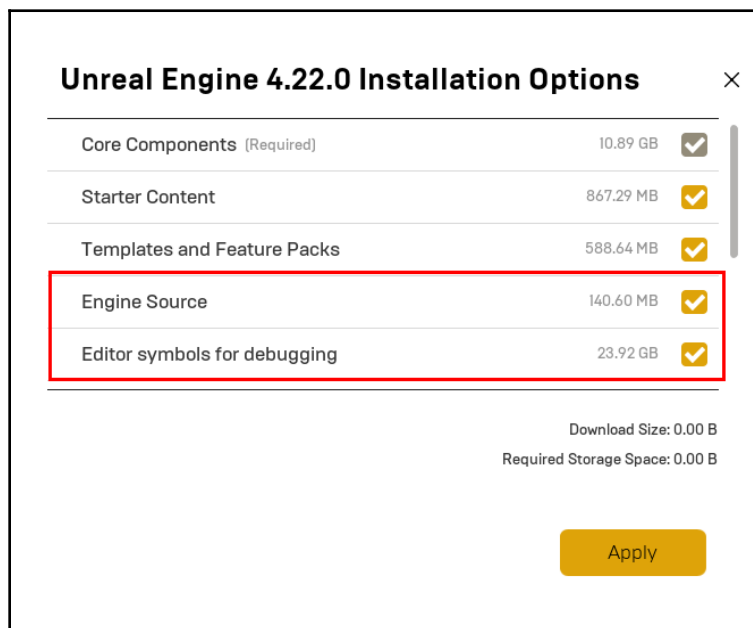 Unreal Engine 4.22.0 Installation Options
Core Components (Required) 10.89 GB
Starter Content 867.29 MB
Templates and Feature Packs 588.64 MB
Engine Source 140.60 MB
Editor symbols for debugging 23.92 GB
Download Size: 0.00 B
Required Storage Space: 0.00 B
Apply